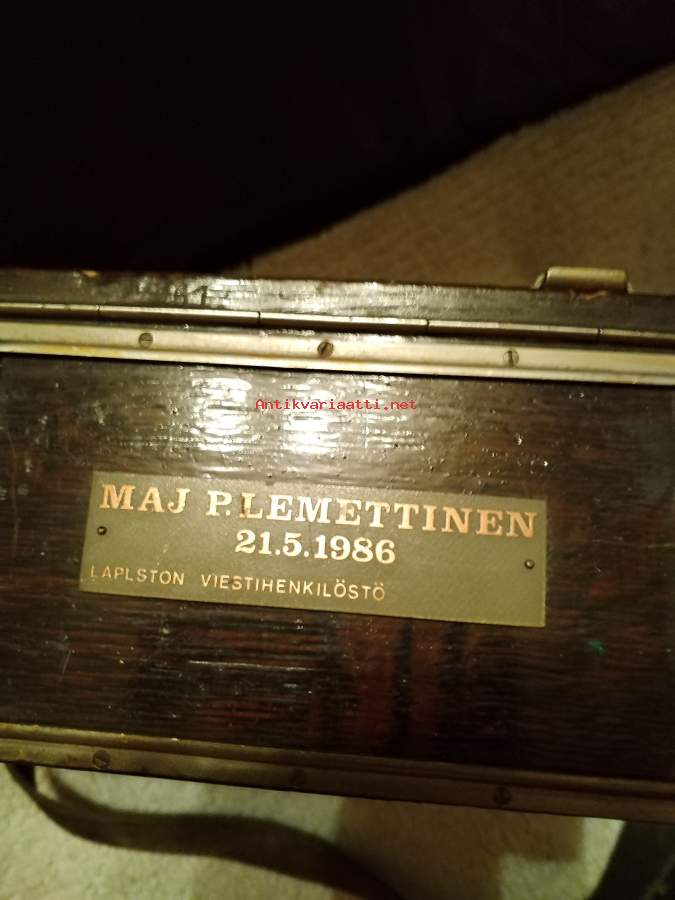 Antikvariaatti.net
MAJ P.LEMETTINEN
21.5.1986
LAPLSTON VIESTIHENKILÖSTÖ